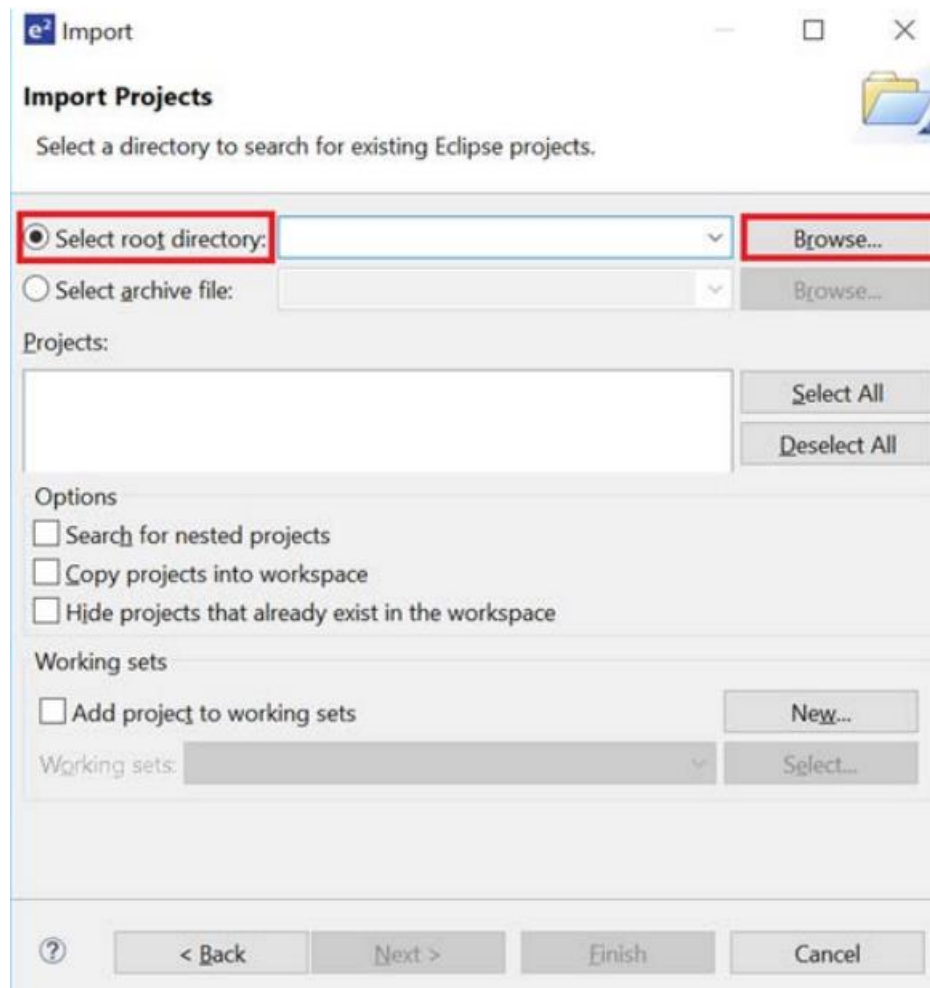 e² Import
Import Projects
Select a directory to search for existing Eclipse projects.
Select root directory: Browse...
Select archive file: Browse...
Projects:
Select All
Deselect All
Options
Search for nested projects
Copy projects into workspace
Hide projects that already exist in the workspace
Working sets
Add project to working sets New...
Working sets: Select...
? < Back Next > Finish Cancel